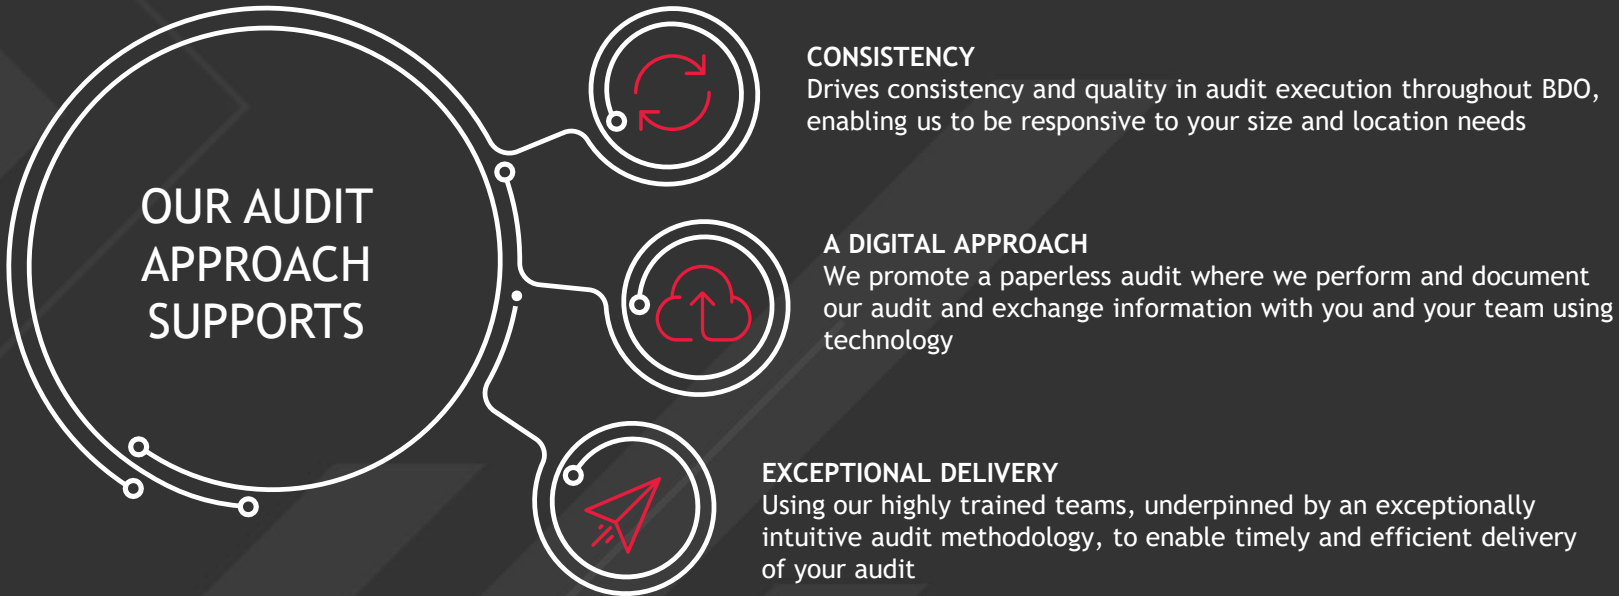 OUR AUDIT
APPROACH
SUPPORTS
CONSISTENCY
Drives consistency and quality in audit execution throughout BDO,
enabling us to be responsive to your size and location needs
A DIGITAL APPROACH
We promote a paperless audit where we perform and document
our audit and exchange information with you and your team using
technology
EXCEPTIONAL DELIVERY
Using our highly trained teams, underpinned by an exceptionally
intuitive audit methodology, to enable timely and efficient delivery
of your audit